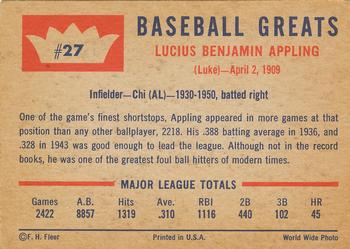 #27
BASEBALL GREATS
LUCIUS BENJAMIN APPLING
(Luke)—April 2, 1909
Infielder—Chi (AL)—1930-1950, batted right
One of the game's finest shortstops, Appling appeared in more games at
that position than any other ballplayer, 2218. His .388 batting average in 1936, and
.328 in 1943 was good enough to lead the league. Although not in the record
books, he was one of the greatest foul ball hitters of modern times.
MAJOR LEAGUE TOTALS
Games A.B. Hits Ave. RBI 2B 3B HR
2422 8857 1319 .310 1116 440 102 45
©F. H. Fleer Printed in U.S.A. World Wide Photo